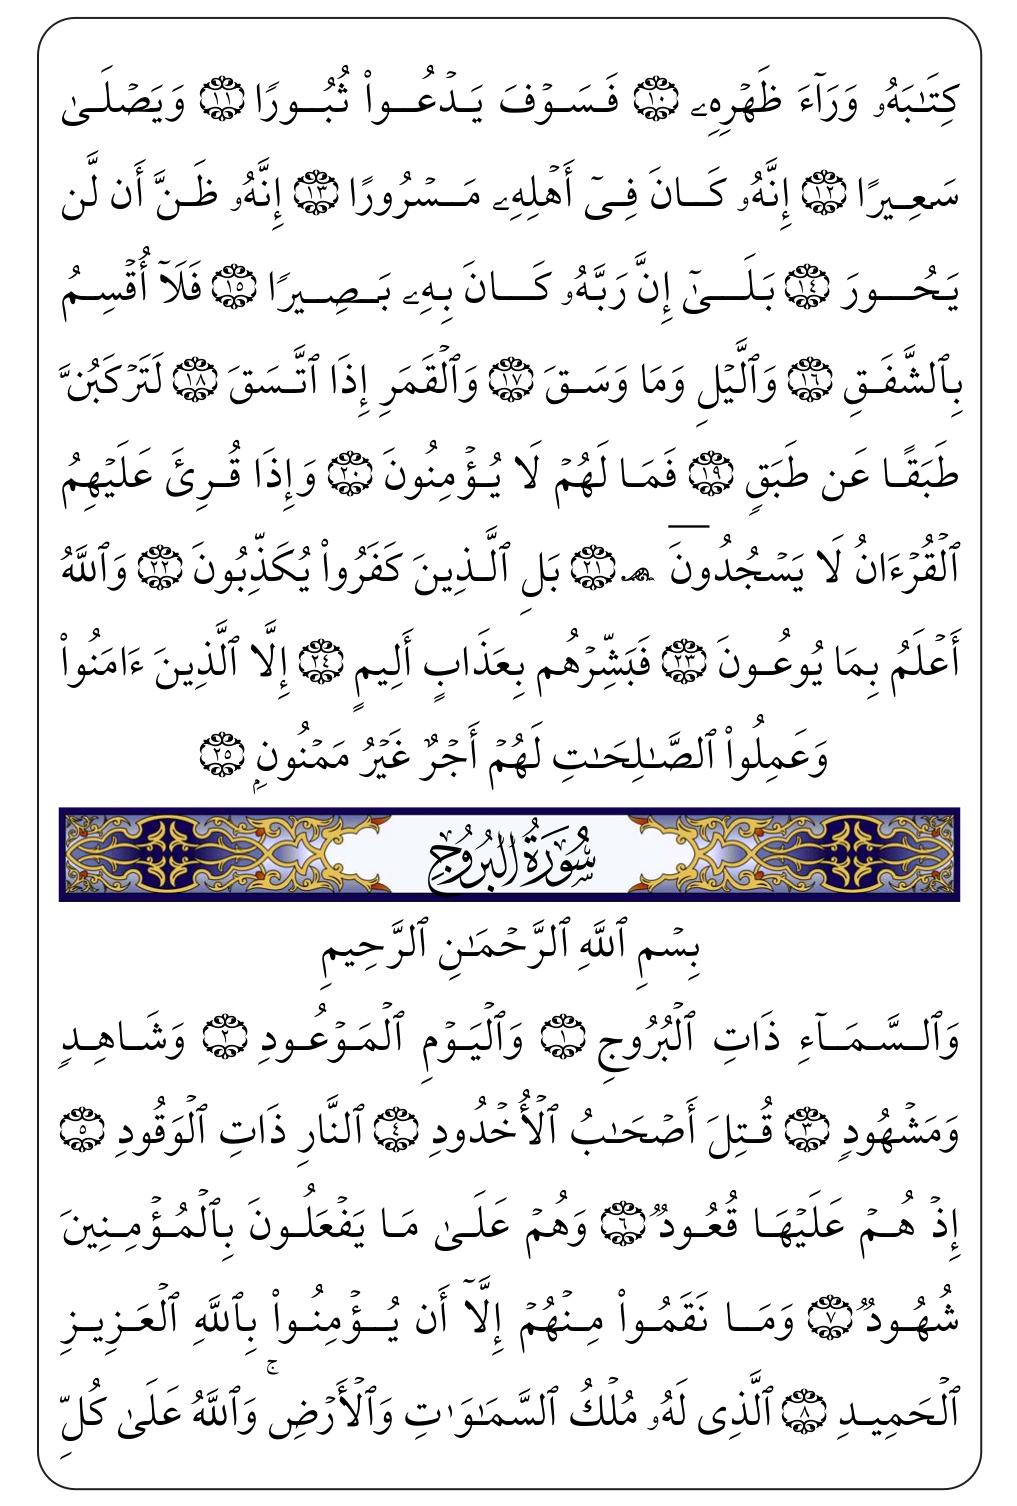 كِتَٰبَهُۥ وَرَآءَ ظَهۡرِهِۦ ۝١٠ فَسَوۡفَ يَدۡعُواْ ثُبُورٗا ۝١١ وَيَصۡلَىٰ
سَعِيرًا ۝١٢ إِنَّهُۥ كَانَ فِيٓ أَهۡلِهِۦ مَسۡرُورًا ۝١٣ إِنَّهُۥ ظَنَّ أَن لَّن
يَحُورَ ۝١٤ بَلَىٰٓ إِنَّ رَبَّهُۥ كَانَ بِهِۦ بَصِيرٗا ۝١٥ فَلَآ أُقۡسِمُ
بِٱلشَّفَقِ ۝١٦ وَٱلَّيۡلِ وَمَا وَسَقَ ۝١٧ وَٱلۡقَمَرِ إِذَا ٱتَّسَقَ ۝١٨ لَتَرۡكَبُنَّ
طَبَقًا عَن طَبَقٖ ۝١٩ فَمَا لَهُمۡ لَا يُؤۡمِنُونَ ۝٢٠ وَإِذَا قُرِئَ عَلَيۡهِمُ
ٱلۡقُرۡءَانُ لَا يَسۡجُدُونَۤ ۩ ۝٢١ بَلِ ٱلَّذِينَ كَفَرُواْ يُكَذِّبُونَ ۝٢٢ وَٱللَّهُ
أَعۡلَمُ بِمَا يُوعُونَ ۝٢٣ فَبَشِّرۡهُم بِعَذَابٍ أَلِيمٍ ۝٢٤ إِلَّا ٱلَّذِينَ ءَامَنُواْ
وَعَمِلُواْ ٱلصَّٰلِحَٰتِ لَهُمۡ أَجۡرٌ غَيۡرُ مَمۡنُونِۭ ۝٢٥
سُورَةُ البُرُوجِ
بِسۡمِ ٱللَّهِ ٱلرَّحۡمَٰنِ ٱلرَّحِيمِ
وَٱلسَّمَآءِ ذَاتِ ٱلۡبُرُوجِ ۝١ وَٱلۡيَوۡمِ ٱلۡمَوۡعُودِ ۝٢ وَشَاهِدٖ
وَمَشۡهُودٖ ۝٣ قُتِلَ أَصۡحَٰبُ ٱلۡأُخۡدُودِ ۝٤ ٱلنَّارِ ذَاتِ ٱلۡوَقُودِ ۝٥
إِذۡ هُمۡ عَلَيۡهَا قُعُودٞ ۝٦ وَهُمۡ عَلَىٰ مَا يَفۡعَلُونَ بِٱلۡمُؤۡمِنِينَ
شُهُودٞ ۝٧ وَمَا نَقَمُواْ مِنۡهُمۡ إِلَّآ أَن يُؤۡمِنُواْ بِٱللَّهِ ٱلۡعَزِيزِ
ٱلۡحَمِيدِ ۝٨ ٱلَّذِي لَهُۥ مُلۡكُ ٱلسَّمَٰوَٰتِ وَٱلۡأَرۡضِۚ وَٱللَّهُ عَلَىٰ كُلِّ